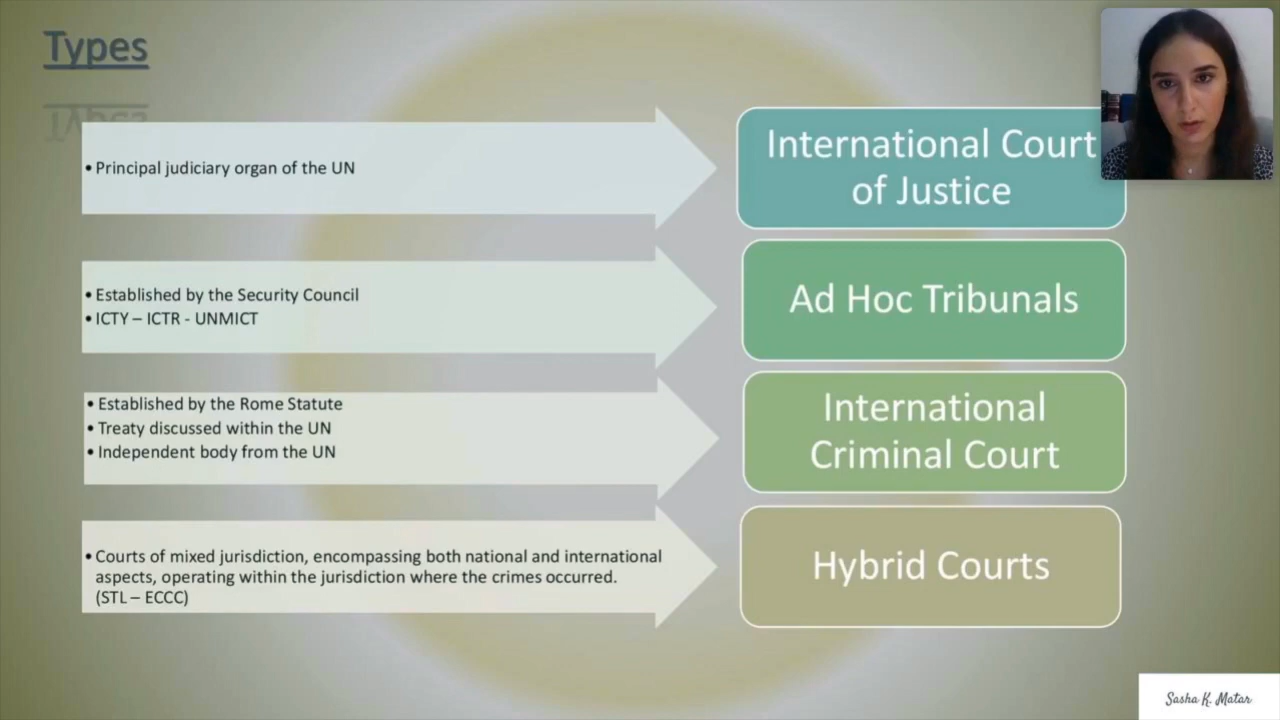 Types
• Principal judiciary organ of the UN
International Court
of Justice
• Established by the Security Council
• ICTY – ICTR - UNMICT
Ad Hoc Tribunals
• Established by the Rome Statute
• Treaty discussed within the UN
• Independent body from the UN
International
Criminal Court
• Courts of mixed jurisdiction, encompassing both national and international
aspects, operating within the jurisdiction where the crimes occurred.
(STL – ECCC)
Hybrid Courts
Sasha K. Matar